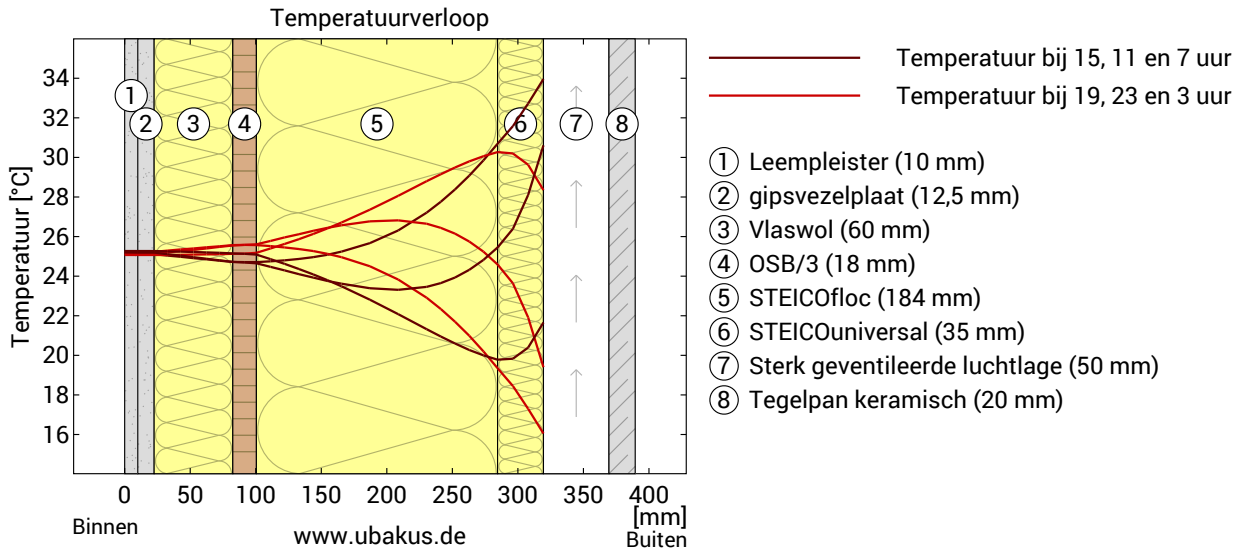 Temperatuurverloop
Temperatuur [°C]
34
32
30
28
26
24
22
20
18
16
1
2
3
4
5
6
7
8
0
50
100
150
200
250
300
350
400
[mm]
Binnen
www.ubakus.de
Buiten
Temperatuur bij 15, 11 en 7 uur
Temperatuur bij 19, 23 en 3 uur
1 Leempleister (10 mm)
2 gipsvezelplaat (12,5 mm)
3 Vlaswol (60 mm)
4 OSB/3 (18 mm)
5 STEICOfloc (184 mm)
6 STEICOuniversal (35 mm)
7 Sterk geventileerde luchtlage (50 mm)
8 Tegelpan keramisch (20 mm)